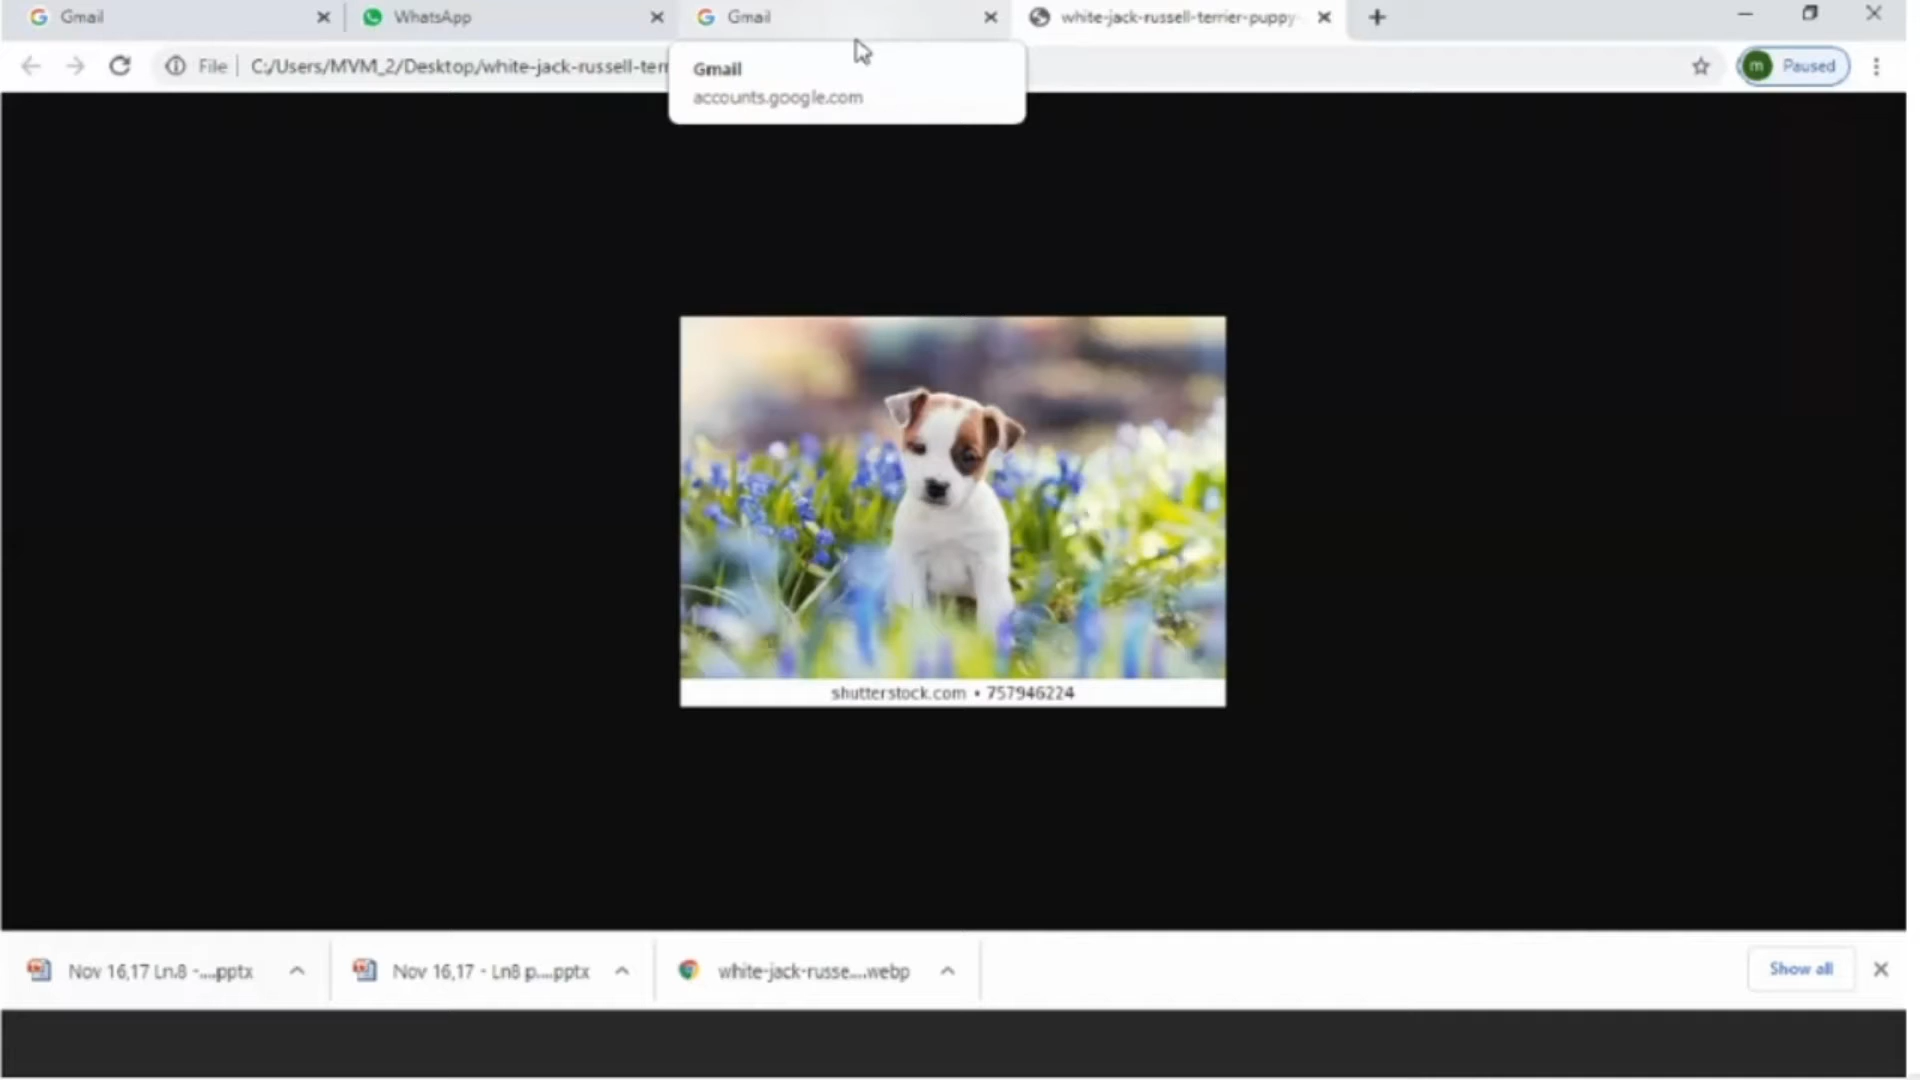 Gmail
WhatsApp
Gmail
white-jack-russell-terrier-puppy-
File
C:/Users/MVM_2/Desktop/white-jack-russell-terr
m
Paused
Gmail
accounts.google.com
shutterstock.com • 757946224
Nov 16,17 Ln.8 -....pptx
Nov 16,17 - Ln8 p....pptx
white-jack-russe....webp
Show all